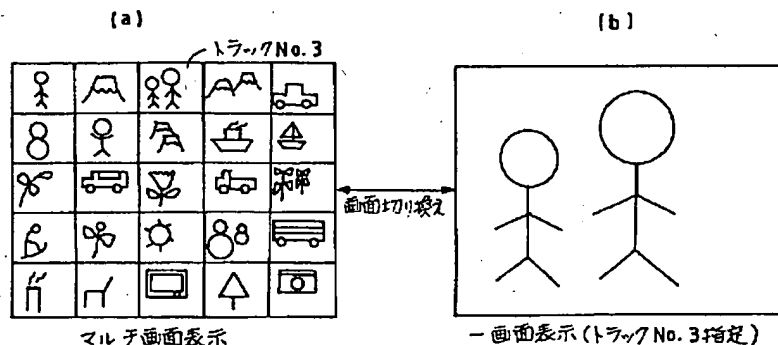 (a)
(b)
トラックNo.3
画面切り換え
マルチ画面表示
一画面表示(トラックNo.3指定)